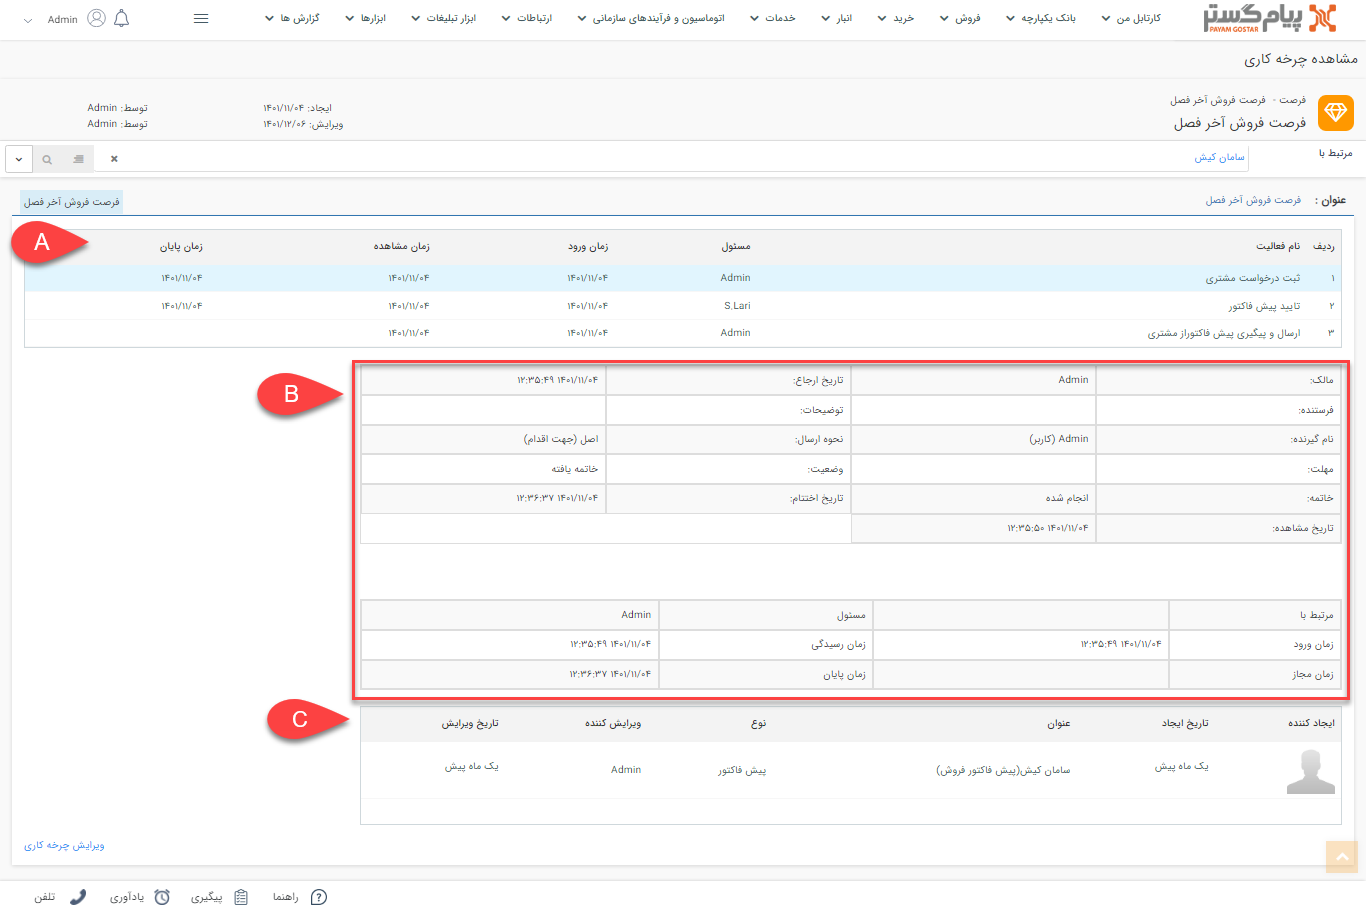 پیام‌گستر
PAYAM GOSTAR
کارتابل من
بانک یکپارچه
فروش
خرید
انبار
خدمات
اتوماسیون و فرآیندهای سازمانی
ارتباطات
ابزار تبلیغات
ابزارها
گزارش ها
Admin
مشاهده چرخه کاری
فرصت - فرصت فروش آخر فصل
فرصت فروش آخر فصل
ایجاد: ۱۴۰۱/۱۱/۰۴ توسط: Admin
ویرایش: ۱۴۰۱/۱۲/۰۶ توسط: Admin
مرتبط با سامان کیش
عنوان : فرصت فروش آخر فصل
فرصت فروش آخر فصل
A
ردیف نام فعالیت مسئول زمان ورود زمان مشاهده زمان پایان
۱ ثبت درخواست مشتری Admin ۱۴۰۱/۱۱/۰۴ ۱۴۰۱/۱۱/۰۴ ۱۴۰۱/۱۱/۰۴
۲ تایید پیش فاکتور S.Lari ۱۴۰۱/۱۱/۰۴ ۱۴۰۱/۱۱/۰۴ ۱۴۰۱/۱۱/۰۴
۳ ارسال و پیگیری پیش فاکتوراز مشتری Admin ۱۴۰۱/۱۱/۰۴ ۱۴۰۱/۱۱/۰۴
B
مالک: Admin تاریخ ارجاع: ۱۴۰۱/۱۱/۰۴ ۱۲:۳۵:۴۹
فرستنده: توضیحات:
نام گیرنده: Admin (کاربر) نحوه ارسال: اصل (جهت اقدام)
مهلت: وضعیت: خاتمه یافته
خاتمه: انجام شده تاریخ اختتام: ۱۴۰۱/۱۱/۰۴ ۱۲:۳۶:۳۷
تاریخ مشاهده: ۱۴۰۱/۱۱/۰۴ ۱۲:۳۵:۵۰
مرتبط با مسئول Admin
زمان ورود ۱۴۰۱/۱۱/۰۴ ۱۲:۳۵:۴۹ زمان رسیدگی ۱۴۰۱/۱۱/۰۴ ۱۲:۳۵:۴۹
زمان مجاز زمان پایان ۱۴۰۱/۱۱/۰۴ ۱۲:۳۶:۳۷
C
ایجاد کننده تاریخ ایجاد عنوان نوع ویرایش کننده تاریخ ویرایش
یک ماه پیش سامان کیش(پیش فاکتور فروش) پیش فاکتور Admin یک ماه پیش
ویرایش چرخه کاری
راهنما
پیگیری
یادآوری
تلفن